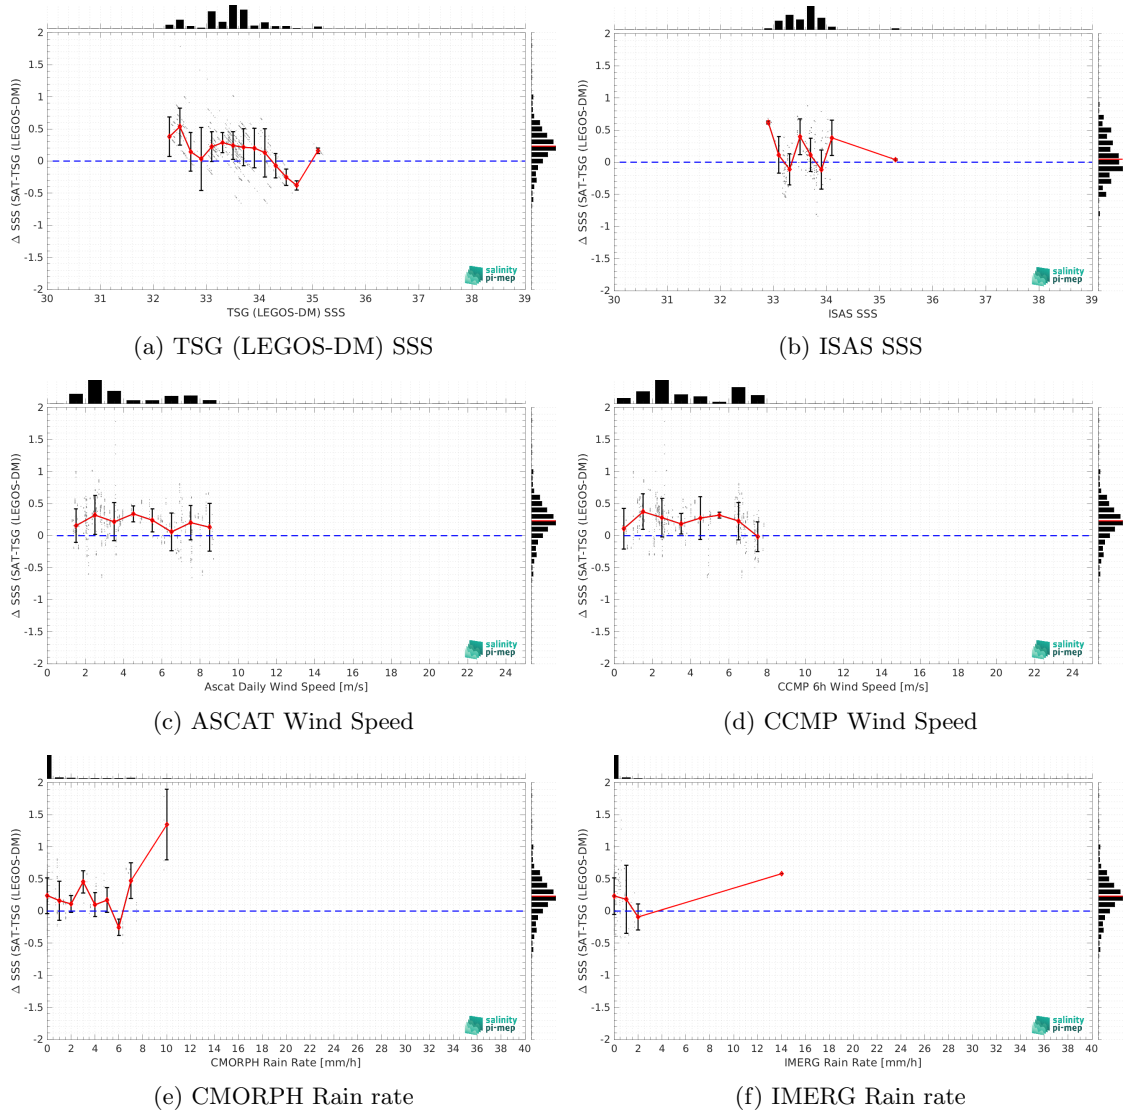 2
1.5
1
0.5
0
-0.5
-1
-1.5
-2
Δ SSS (SAT-TSG (LEGOS-DM))
30 31 32 33 34 35 36 37 38 39
TSG (LEGOS-DM) SSS
salinity
pi-mep
(a) TSG (LEGOS-DM) SSS
2
1.5
1
0.5
0
-0.5
-1
-1.5
-2
Δ SSS (SAT-TSG (LEGOS-DM))
30 31 32 33 34 35 36 37 38 39
ISAS SSS
salinity
pi-mep
(b) ISAS SSS
2
1.5
1
0.5
0
-0.5
-1
-1.5
-2
Δ SSS (SAT-TSG (LEGOS-DM))
0 2 4 6 8 10 12 14 16 18 20 22 24
Ascat Daily Wind Speed [m/s]
salinity
pi-mep
(c) ASCAT Wind Speed
2
1.5
1
0.5
0
-0.5
-1
-1.5
-2
Δ SSS (SAT-TSG (LEGOS-DM))
0 2 4 6 8 10 12 14 16 18 20 22 24
CCMP 6h Wind Speed [m/s]
salinity
pi-mep
(d) CCMP Wind Speed
2
1.5
1
0.5
0
-0.5
-1
-1.5
-2
Δ SSS (SAT-TSG (LEGOS-DM))
0 2 4 6 8 10 12 14 16 18 20 22 24 26 28 30 32 34 36 38 40
CMORPH Rain Rate [mm/h]
salinity
pi-mep
(e) CMORPH Rain rate
2
1.5
1
0.5
0
-0.5
-1
-1.5
-2
Δ SSS (SAT-TSG (LEGOS-DM))
0 2 4 6 8 10 12 14 16 18 20 22 24 26 28 30 32 34 36 38 40
IMERG Rain Rate [mm/h]
salinity
pi-mep
(f) IMERG Rain rate